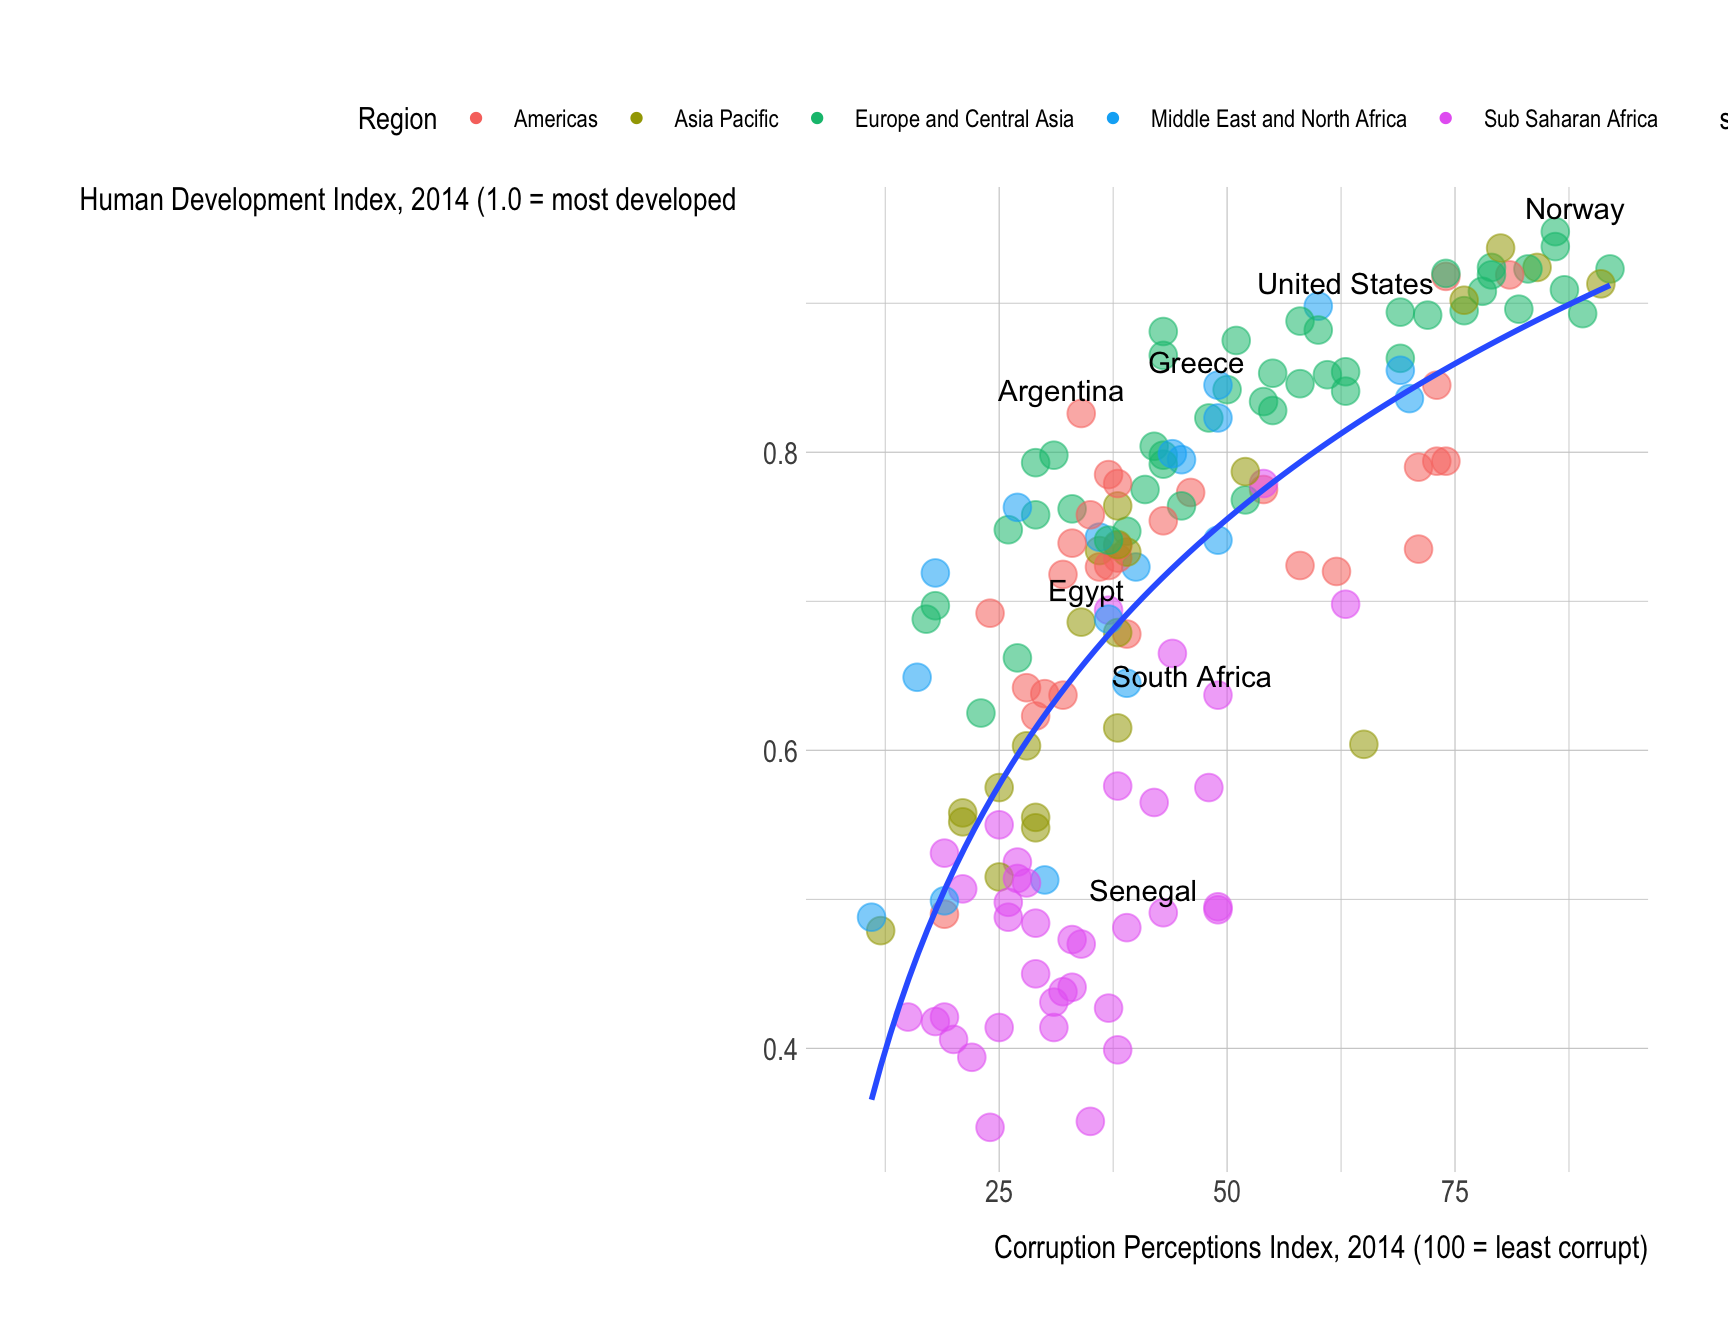 Region Americas Asia Pacific Europe and Central Asia Middle East and North Africa Sub Saharan Africa s
Human Development Index, 2014 (1.0 = most developed
Norway
United States
Greece
Argentina
0.8
Egypt
South Africa
0.6
Senegal
0.4
25 50 75
Corruption Perceptions Index, 2014 (100 = least corrupt)